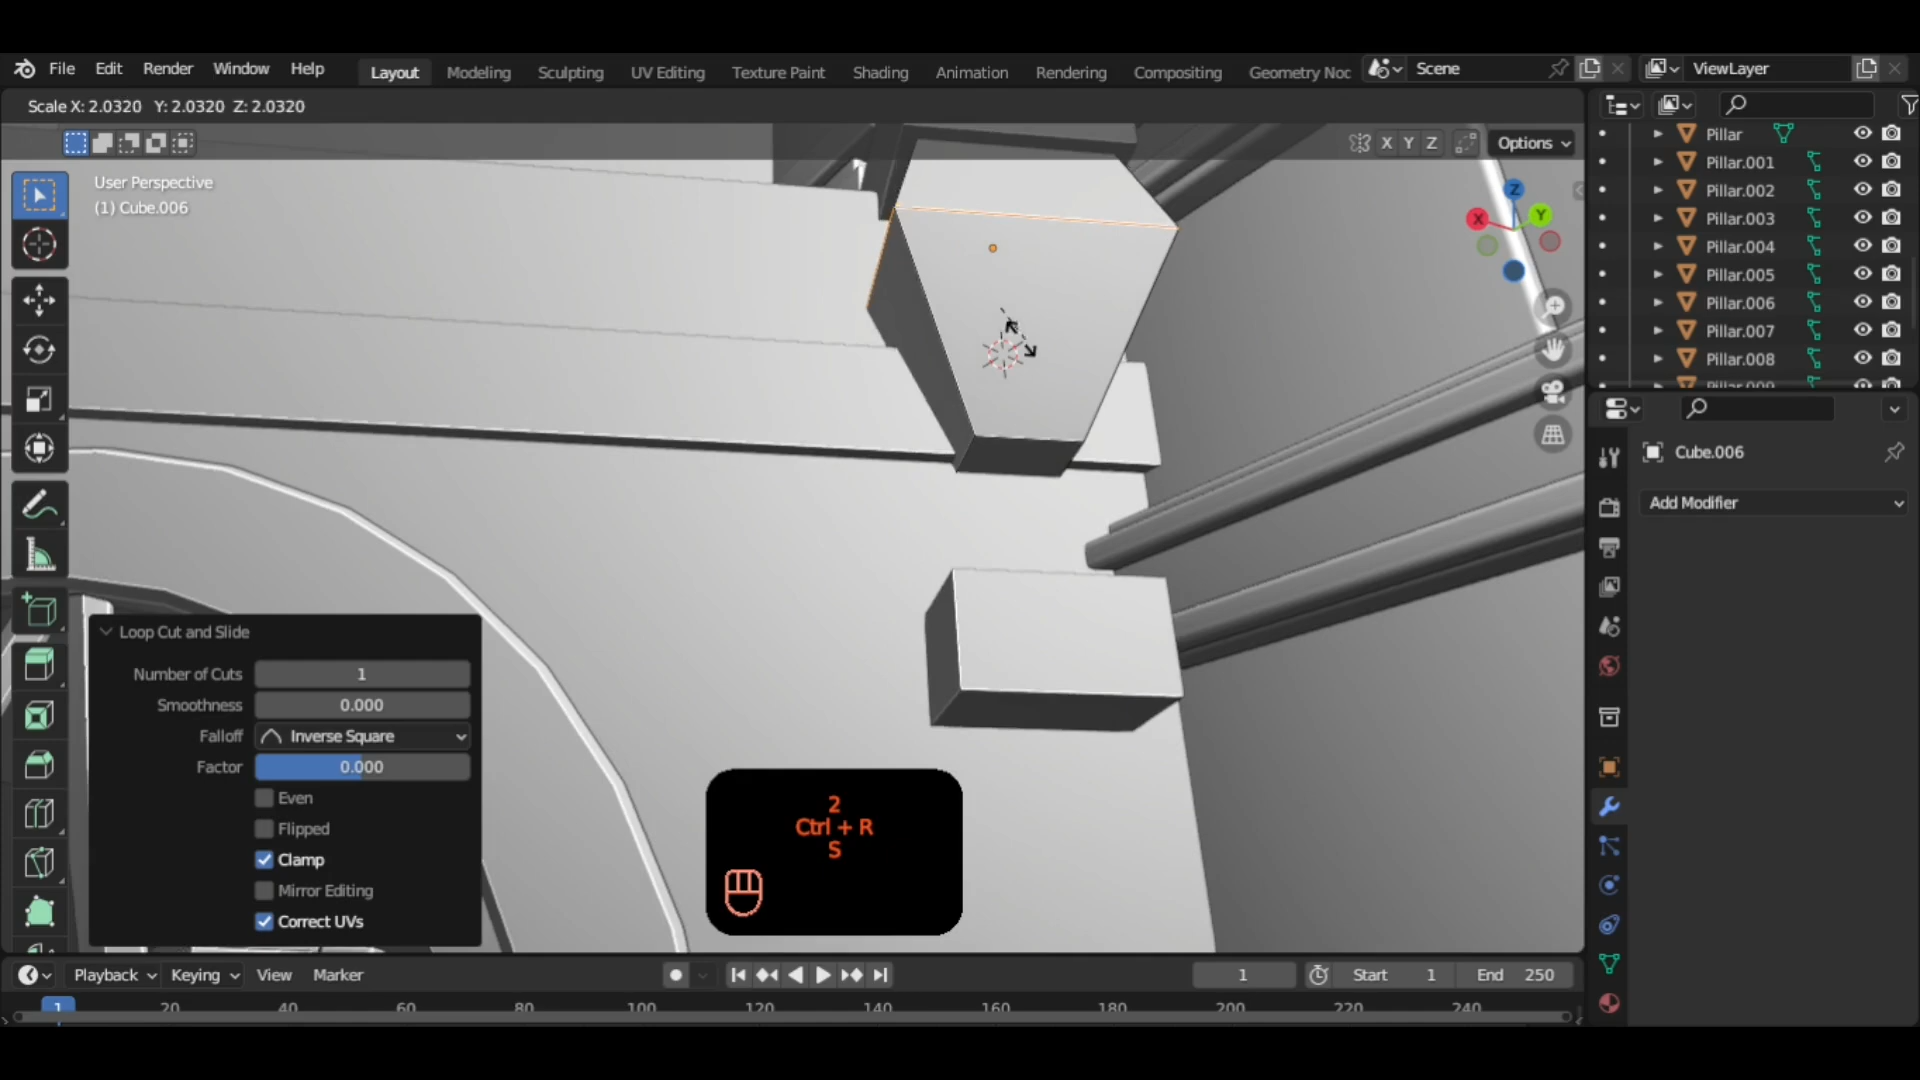 File Edit Render Window Help Layout Modeling Sculpting UV Editing Texture Paint Shading Animation Rendering Compositing Geometry Noc Scene ViewLayer
Scale X: 2.0320 Y: 2.0320 Z: 2.0320
X Y Z Options
User Perspective
(1) Cube.006
Z
Y
X
Pillar
Pillar.001
Pillar.002
Pillar.003
Pillar.004
Pillar.005
Pillar.006
Pillar.007
Pillar.008
Cube.006
Add Modifier
Loop Cut and Slide
Number of Cuts 1
Smoothness 0.000
Falloff Inverse Square
Factor 0.000
Even
Flipped
Clamp
Mirror Editing
Correct UVs
2
Ctrl + R
S
Playback Keying View Marker 1 Start 1 End 250
1 20 40 60 80 100 120 140 160 180 200 220 240